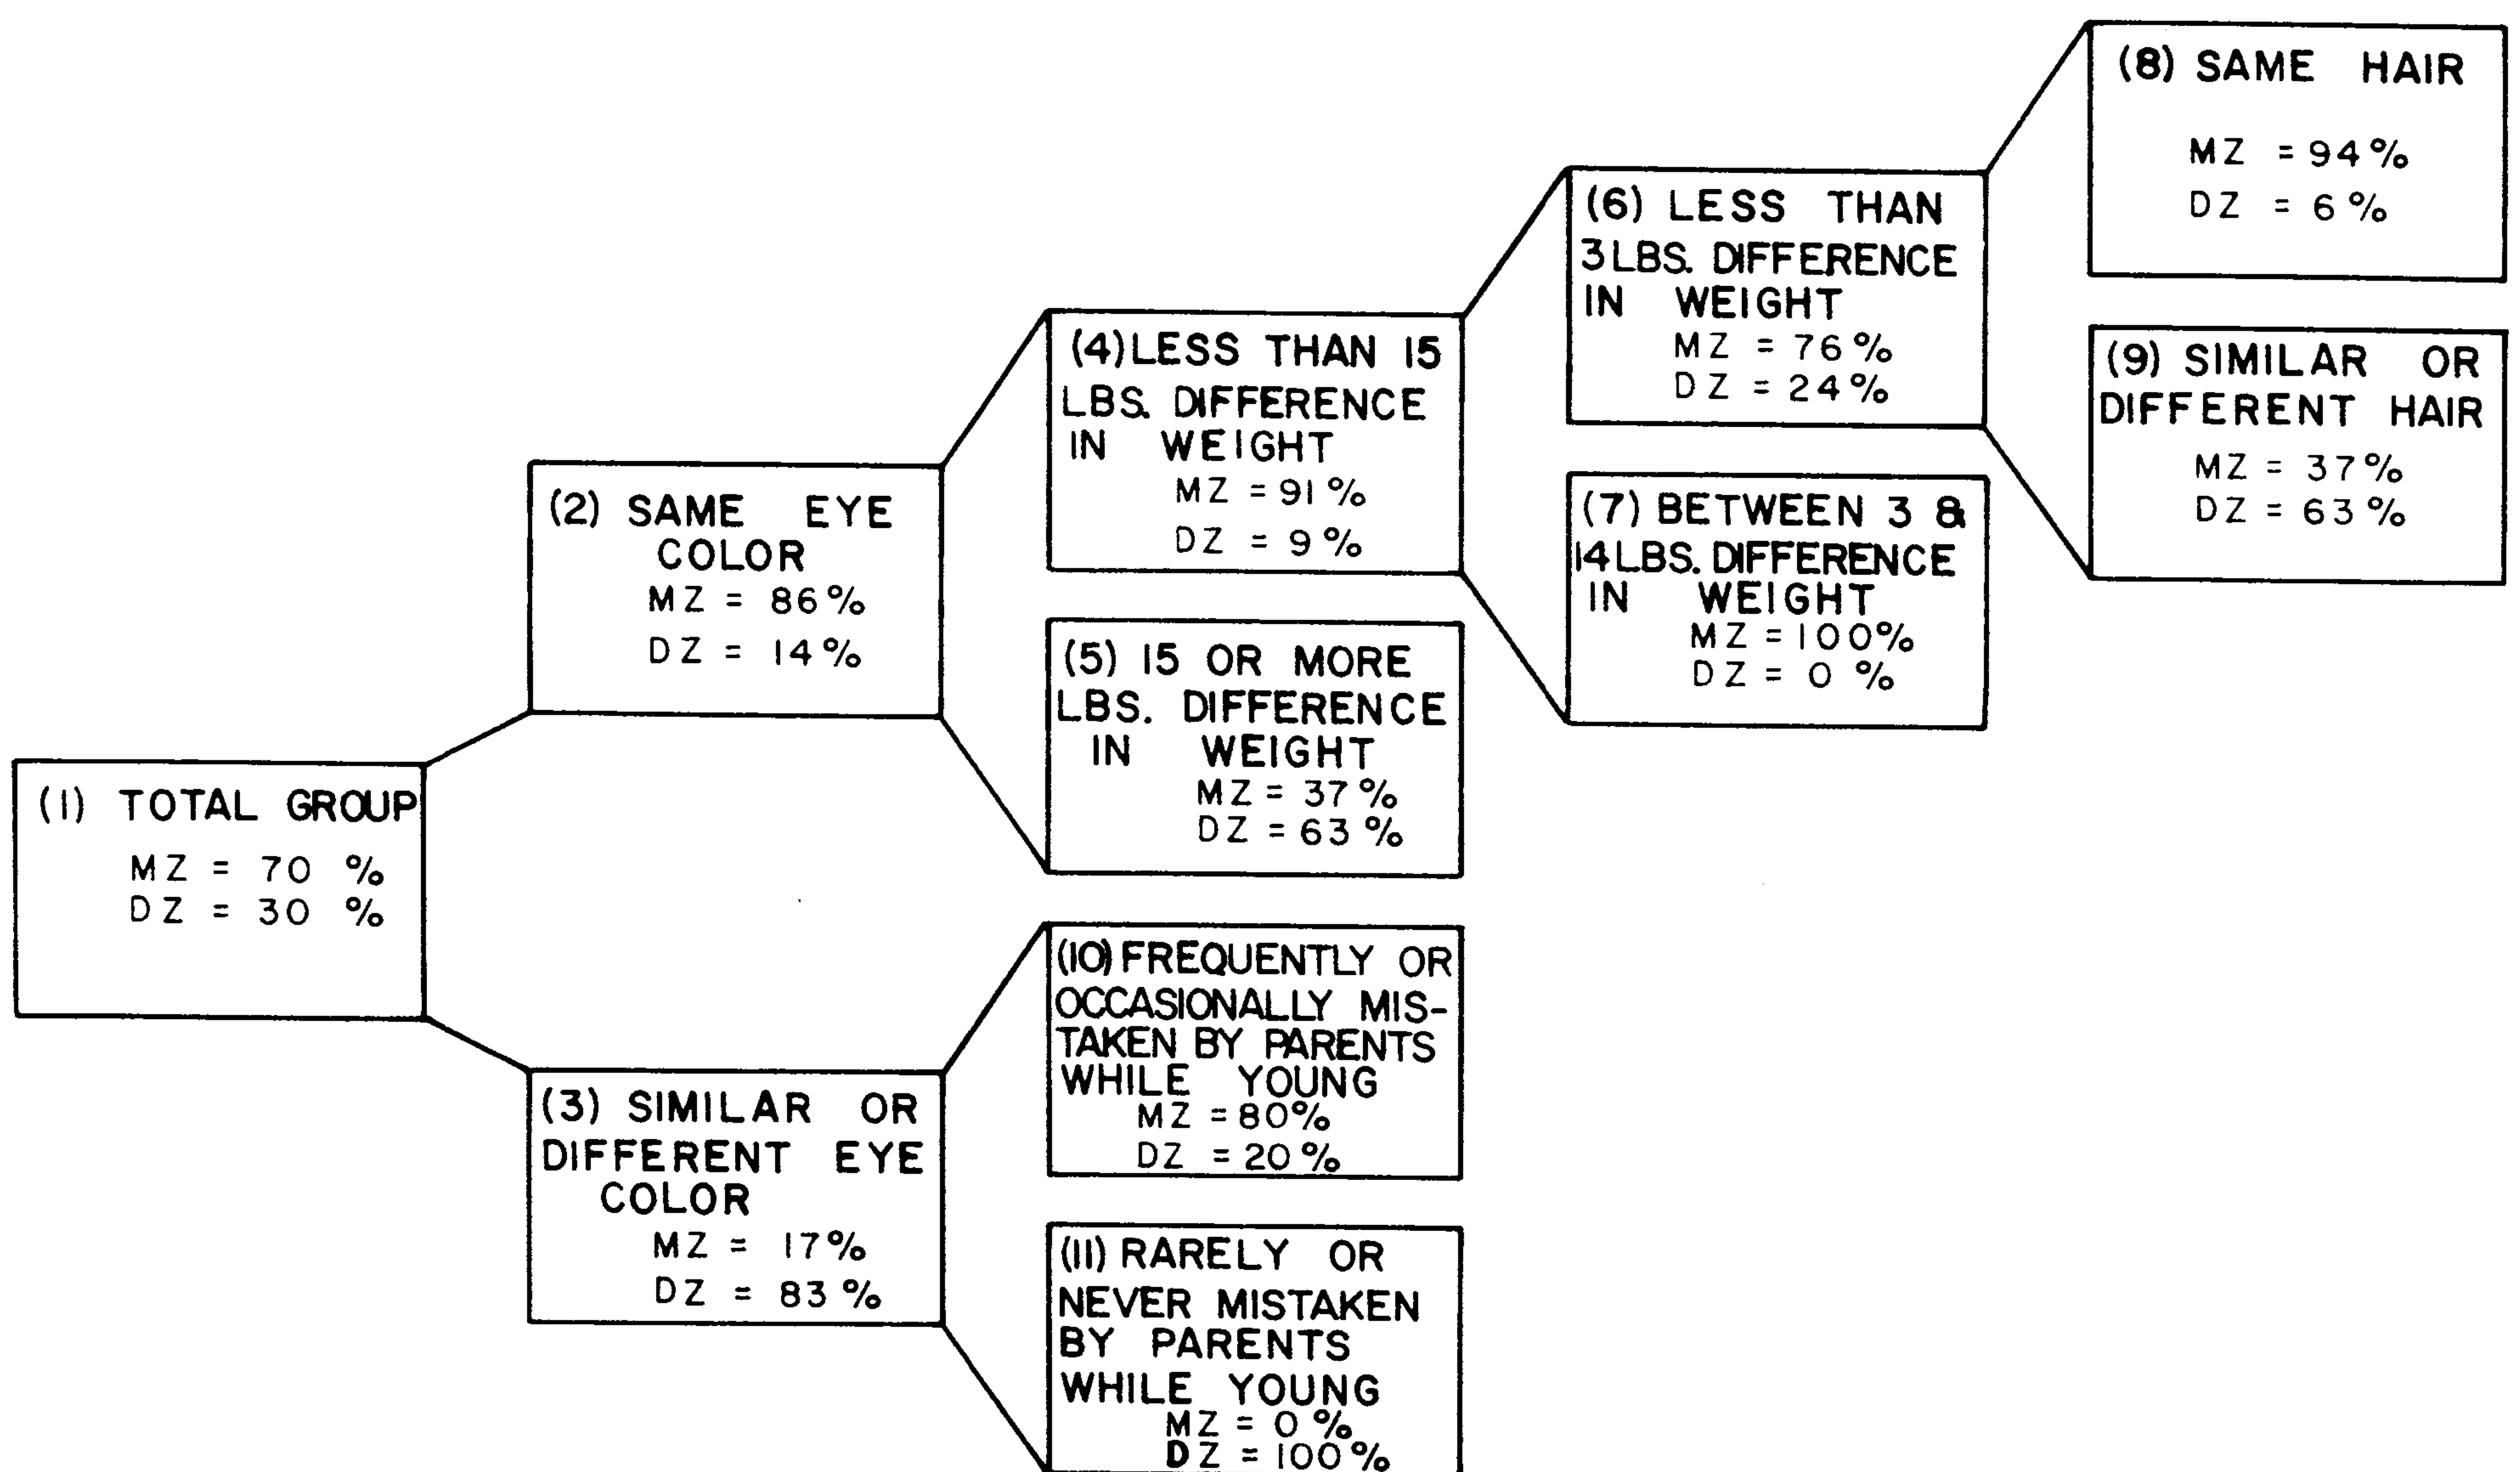 (1) TOTAL GROUP
MZ = 70 %
DZ = 30 %
(2) SAME EYE
COLOR
MZ = 86%
DZ = 14%
(3) SIMILAR OR
DIFFERENT EYE
COLOR
MZ = 17%
DZ = 83%
(4) LESS THAN 15
LBS. DIFFERENCE
IN WEIGHT
MZ = 91%
DZ = 9%
(5) 15 OR MORE
LBS. DIFFERENCE
IN WEIGHT
MZ = 37%
DZ = 63%
(6) LESS THAN
3 LBS. DIFFERENCE
IN WEIGHT
MZ = 76%
DZ = 24%
(7) BETWEEN 3 &
14 LBS. DIFFERENCE
IN WEIGHT
MZ = 100%
DZ = 0 %
(8) SAME HAIR
MZ = 94%
DZ = 6%
(9) SIMILAR OR
DIFFERENT HAIR
MZ = 37%
DZ = 63%
(10) FREQUENTLY OR
OCCASIONALLY MIS-
TAKEN BY PARENTS
WHILE YOUNG
MZ = 80%
DZ = 20%
(11) RARELY OR
NEVER MISTAKEN
BY PARENTS
WHILE YOUNG
MZ = 0 %
DZ = 100%